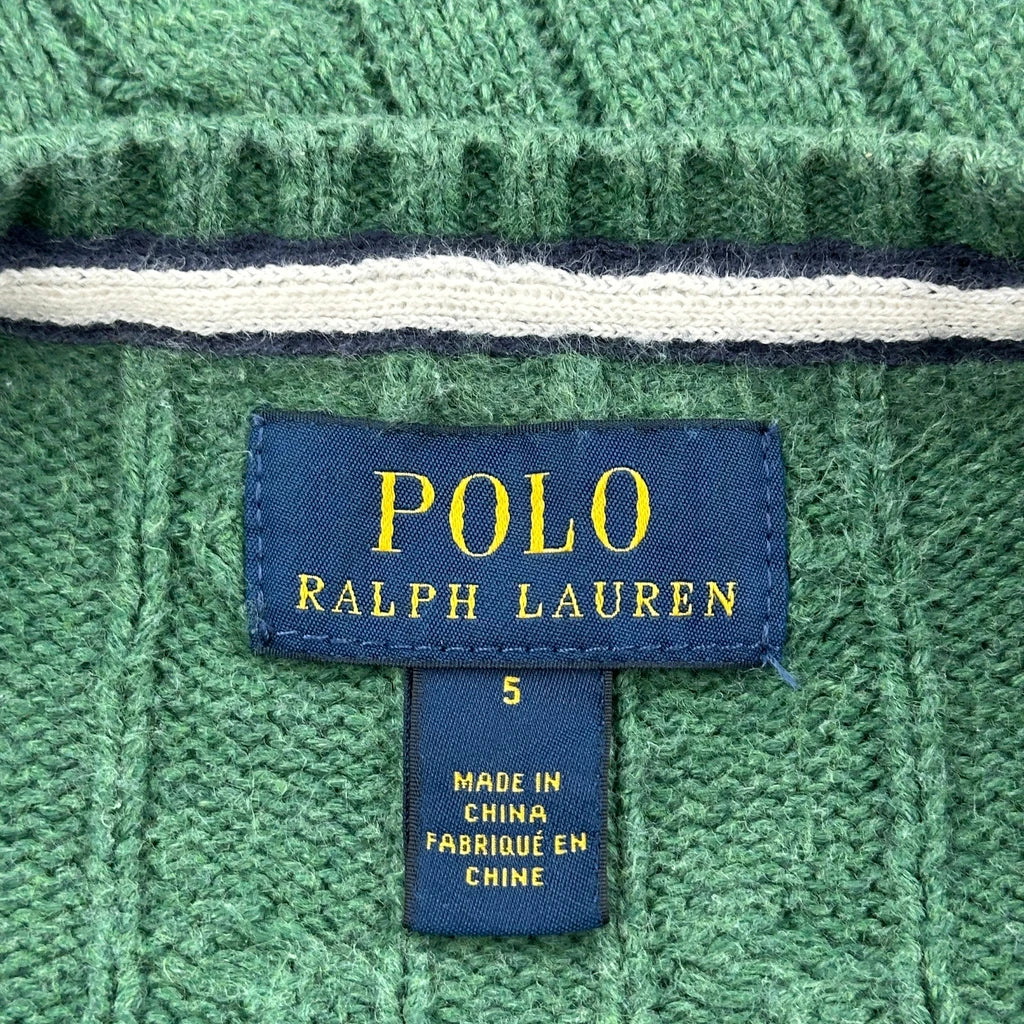 POLO
RALPH LAUREN
5
MADE IN
CHINA
FABRIQUÉ EN
CHINE